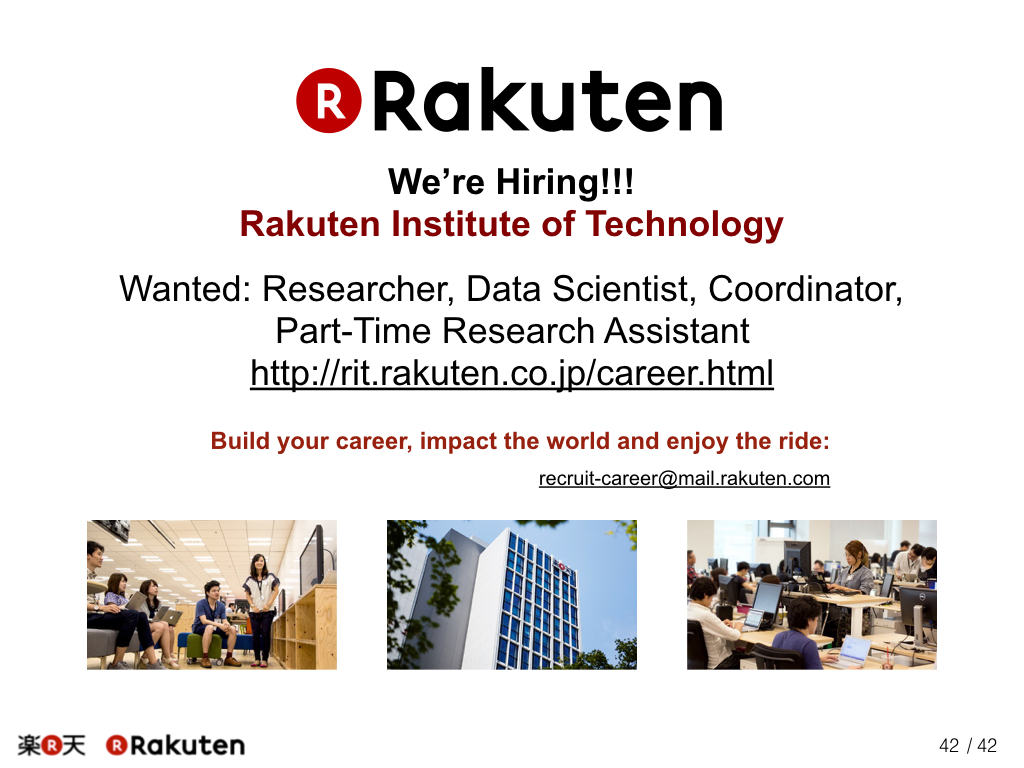 R Rakuten
We’re Hiring!!!
Rakuten Institute of Technology
Wanted: Researcher, Data Scientist, Coordinator,
Part-Time Research Assistant
http://rit.rakuten.co.jp/career.html
Build your career, impact the world and enjoy the ride:
recruit-career@mail.rakuten.com
楽R天 R Rakuten
42 / 42